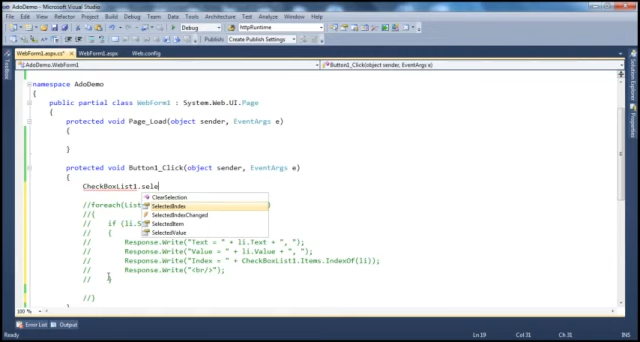 AdoDemo - Microsoft Visual Studio
File Edit View Refactor Project Build Debug Team Data Tools Architecture Test Analyze Window Help
Debug httpRuntime
Publish: Create Publish Settings
WebForm1.aspx.cs* WebForm1.aspx Web.config
AdoDemo.WebForm1 Button1_Click(object sender, EventArgs e)
namespace AdoDemo
{
public partial class WebForm1 : System.Web.UI.Page
{
protected void Page_Load(object sender, EventArgs e)
{
}
protected void Button1_Click(object sender, EventArgs e)
{
CheckBoxList1.sele
ClearSelection
SelectedIndex
SelectedIndexChanged
SelectedItem
SelectedValue
//foreach(List )
//{
// if (li.S
// {
// Response.Write("Text = " + li.Text + ", ");
// Response.Write("Value = " + li.Value + ", ");
// Response.Write("Index = " + CheckBoxList1.Items.IndexOf(li));
// Response.Write("<br/>");
// }
//}
}
100 %
Error List Output
Ready Ln 19 Col 31 Ch 31
Toolbox
Solution Explorer
Properties